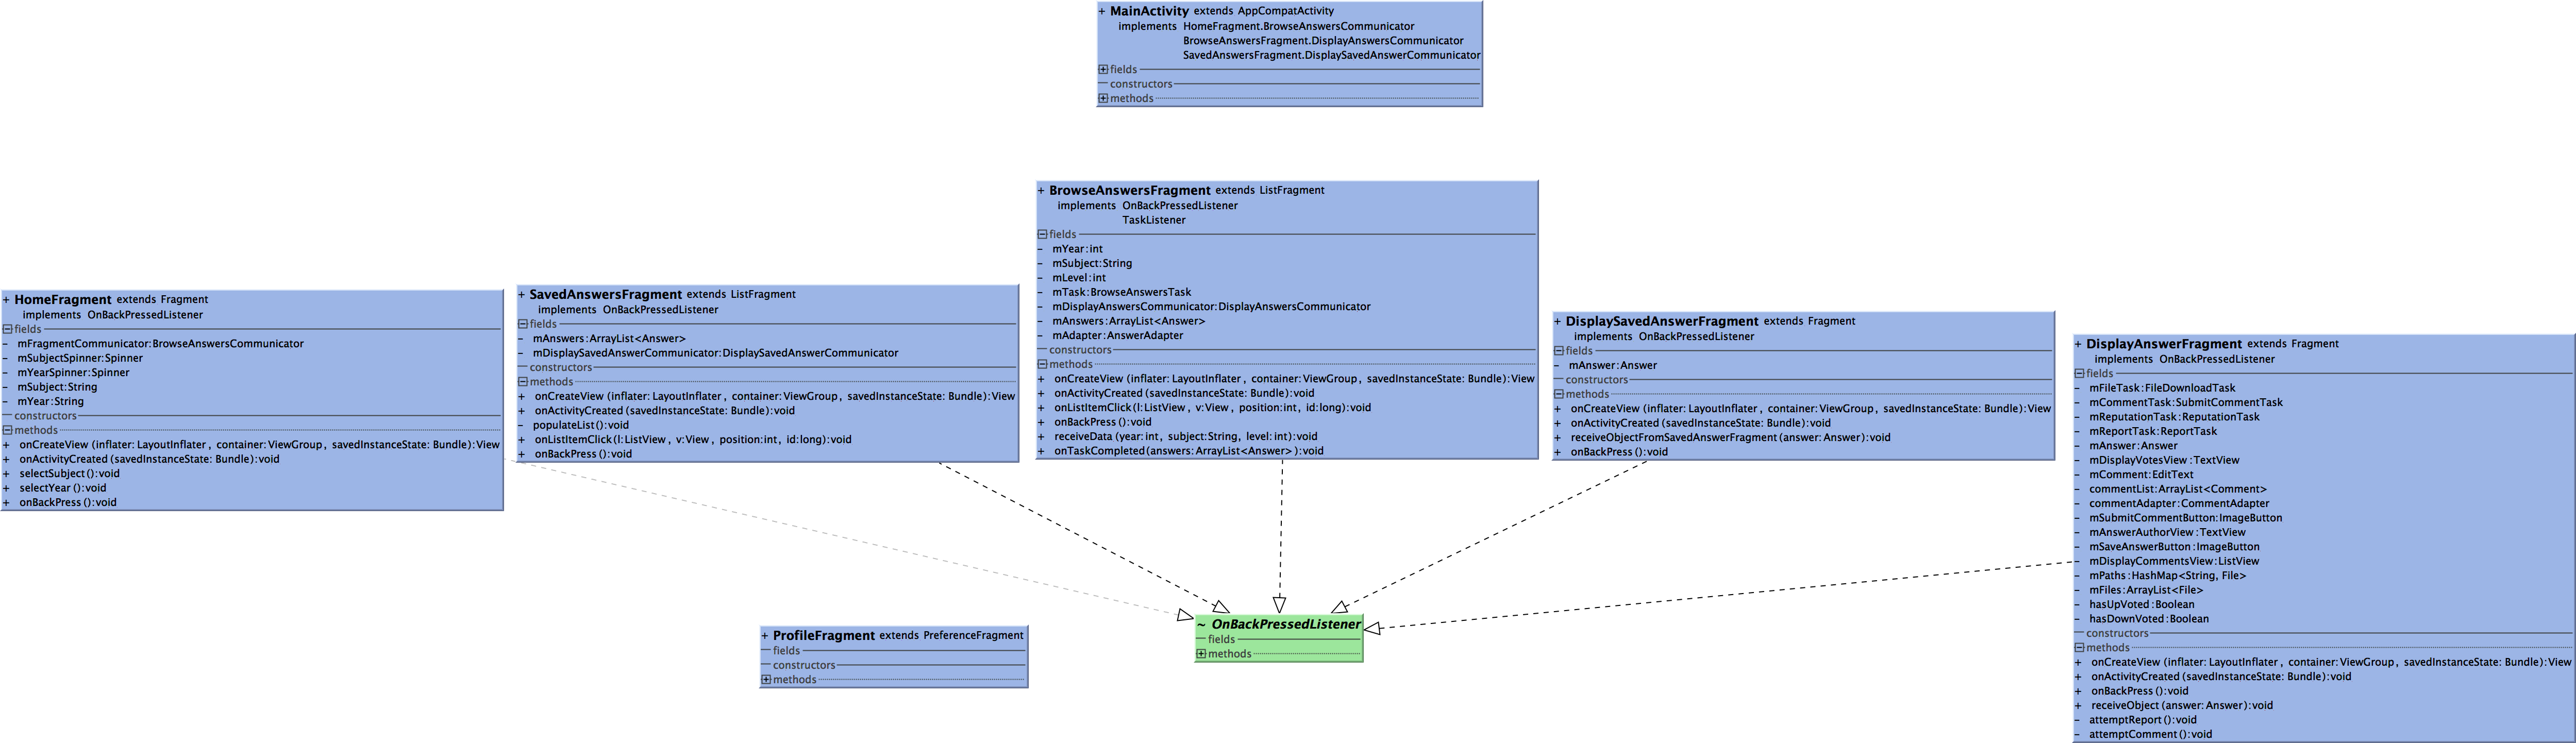 + MainActivity extends AppCompatActivity
implements HomeFragment.BrowseAnswersCommunicator
BrowseAnswersFragment.DisplayAnswersCommunicator
SavedAnswersFragment.DisplaySavedAnswerCommunicator
+ fields
constructors
+ methods
+ HomeFragment extends Fragment
implements OnBackPressedListener
- fields
- mFragmentCommunicator:BrowseAnswersCommunicator
- mSubjectSpinner:Spinner
- mYearSpinner:Spinner
- mSubject:String
- mYear:String
constructors
- methods
+ onCreateView (inflater: LayoutInflater, container: ViewGroup, savedInstanceState: Bundle):View
+ onActivityCreated (savedInstanceState: Bundle):void
+ selectSubject ():void
+ selectYear ():void
+ onBackPress ():void
+ SavedAnswersFragment extends ListFragment
implements OnBackPressedListener
- fields
- mAnswers:ArrayList<Answer>
- mDisplaySavedAnswerCommunicator:DisplaySavedAnswerCommunicator
constructors
- methods
+ onCreateView (inflater: LayoutInflater, container: ViewGroup, savedInstanceState: Bundle):View
+ onActivityCreated (savedInstanceState: Bundle):void
- populateList ():void
+ onListItemClick (l:ListView, v:View, position:int, id:long):void
+ onBackPress ():void
+ BrowseAnswersFragment extends ListFragment
implements OnBackPressedListener
TaskListener
- fields
- mYear:int
- mSubject:String
- mLevel:int
- mTask:BrowseAnswersTask
- mDisplayAnswersCommunicator:DisplayAnswersCommunicator
- mAnswers:ArrayList<Answer>
- mAdapter:AnswerAdapter
constructors
- methods
+ onCreateView (inflater: LayoutInflater, container: ViewGroup, savedInstanceState: Bundle):View
+ onActivityCreated (savedInstanceState: Bundle):void
+ onListItemClick (l:ListView, v:View, position:int, id:long):void
+ onBackPress ():void
+ receiveData (year:int, subject:String, level:int):void
+ onTaskCompleted (answers: ArrayList<Answer>):void
+ DisplaySavedAnswerFragment extends Fragment
implements OnBackPressedListener
- fields
- mAnswer:Answer
constructors
- methods
+ onCreateView (inflater: LayoutInflater, container: ViewGroup, savedInstanceState: Bundle):View
+ onActivityCreated (savedInstanceState: Bundle):void
+ receiveObjectFromSavedAnswerFragment (answer: Answer):void
+ onBackPress ():void
+ DisplayAnswerFragment extends Fragment
implements OnBackPressedListener
- fields
- mFileTask:FileDownloadTask
- mCommentTask:SubmitCommentTask
- mReputationTask:ReputationTask
- mReportTask:ReportTask
- mAnswer:Answer
- mDisplayVotesView:TextView
- mComment:EditText
- commentList:ArrayList<Comment>
- commentAdapter:CommentAdapter
- mSubmitCommentButton:ImageButton
- mAnswerAuthorView:TextView
- mSaveAnswerButton:ImageButton
- mDisplayCommentsView:ListView
- mPaths:HashMap<String, File>
- mFiles:ArrayList<File>
- hasUpVoted:Boolean
- hasDownVoted:Boolean
constructors
- methods
+ onCreateView (inflater: LayoutInflater, container: ViewGroup, savedInstanceState: Bundle):View
+ onActivityCreated (savedInstanceState: Bundle):void
+ onBackPress ():void
+ receiveObject (answer: Answer):void
- attemptReport ():void
- attemptComment ():void
+ ProfileFragment extends PreferenceFragment
fields
constructors
+ methods
~ OnBackPressedListener
fields
+ methods